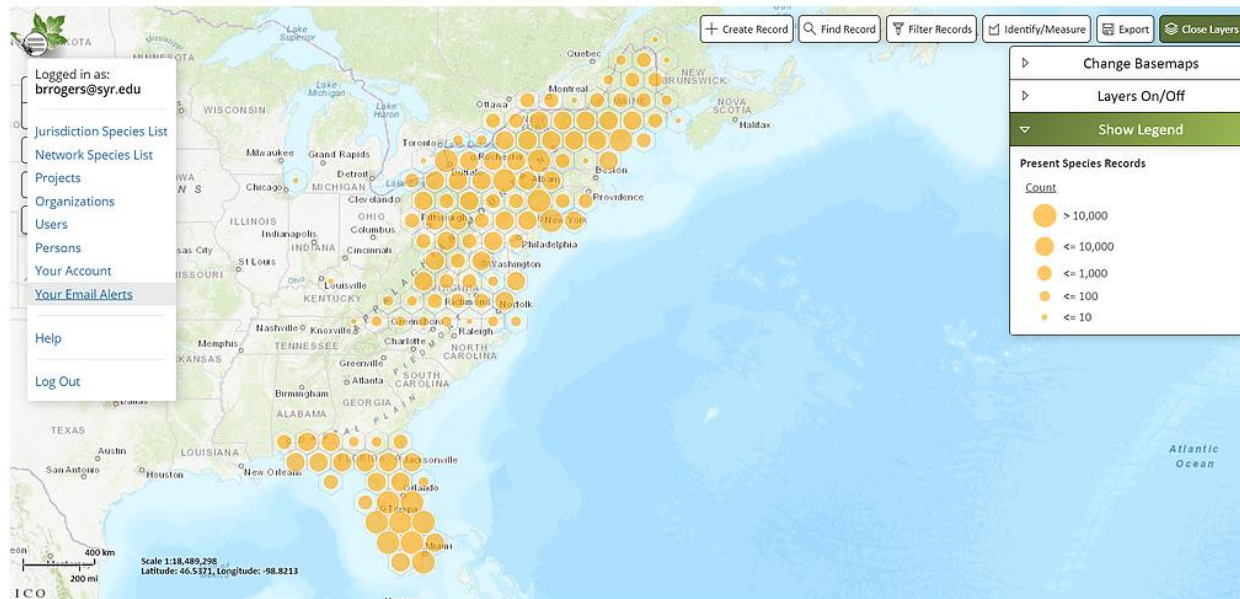 Create Record
Find Record
Filter Records
Identify/Measure
Export
Close Layers
Logged in as:
brrogers@syr.edu
Jurisdiction Species List
Network Species List
Projects
Organizations
Users
Persons
Your Account
Your Email Alerts
Help
Log Out
Change Basemaps
Layers On/Off
Show Legend
Present Species Records
Count
> 10,000
<= 10,000
<= 1,000
<= 100
<= 10
Lake
Superior
MINNESOTA
WISCONSIN
Lake
Michigan
Lake
Huron
Quebec
Montreal
Ottawa
NEW
BRUNSWICK
MAINE
NOVA
SCOTIA
Halifax
Toronto
Rochester
Buffalo
Albany
Boston
Providence
Milwaukee
Grand Rapids
Detroit
Chicago
MICHIGAN
Cleveland
New York
Pittsburgh
Philadelphia
ILLINOIS
OHIO
Columbus
Indianapolis
INDIANA
Cincinnati
Washington
St Louis
Louisville
KENTUCKY
VIRGINIA
Richmond
Norfolk
Nashville
Knoxville
Greensboro
Raleigh
Memphis
TENNESSEE
Charlotte
NORTH
CAROLINA
Greenville
SOUTH
CAROLINA
Atlanta
Birmingham
GEORGIA
ALABAMA
TEXAS
Austin
LOUISIANA
San Antonio
Houston
New Orleans
FLORIDA
Jacksonville
Orlando
Tampa
Miami
Atlantic
Ocean
400 km
200 mi
Scale 1:18,489,298
Latitude: 46.5371, Longitude: -98.8213